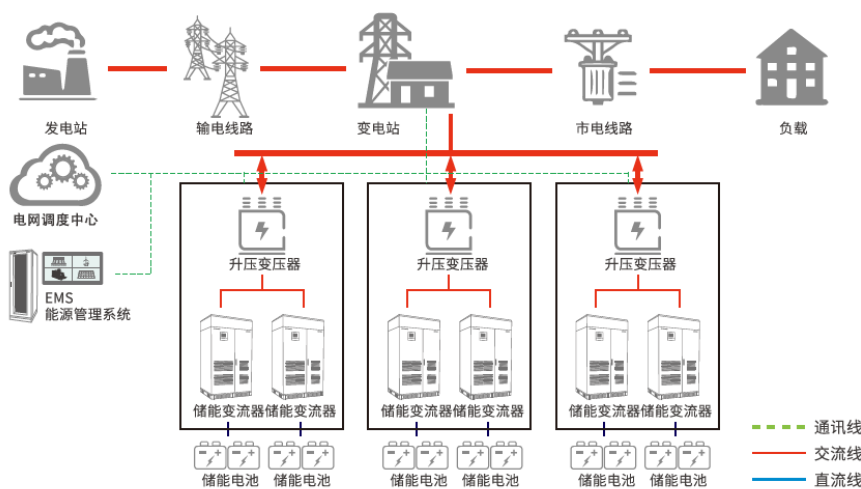 发电站
输电线路
变电站
市电线路
负载
电网调度中心
EMS
能源管理系统
升压变压器
升压变压器
升压变压器
储能变流器
储能变流器
储能变流器
储能变流器
储能变流器
储能变流器
储能电池
储能电池
储能电池
储能电池
储能电池
储能电池
通讯线
交流线
直流线